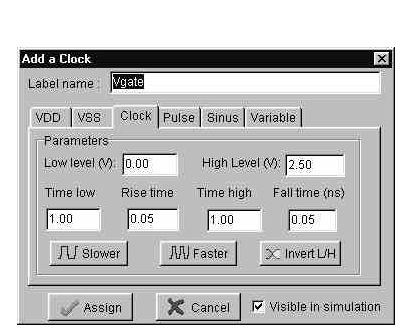 Add a Clock
Label name : Vgate
VDD VSS Clock Pulse Sinus Variable
Parameters
Low level (V): 0.00 High Level (V): 2.50
Time low Rise time Time high Fall time (ns)
1.00 0.05 1.00 0.05
Slower Faster Invert L/H
Assign Cancel Visible in simulation